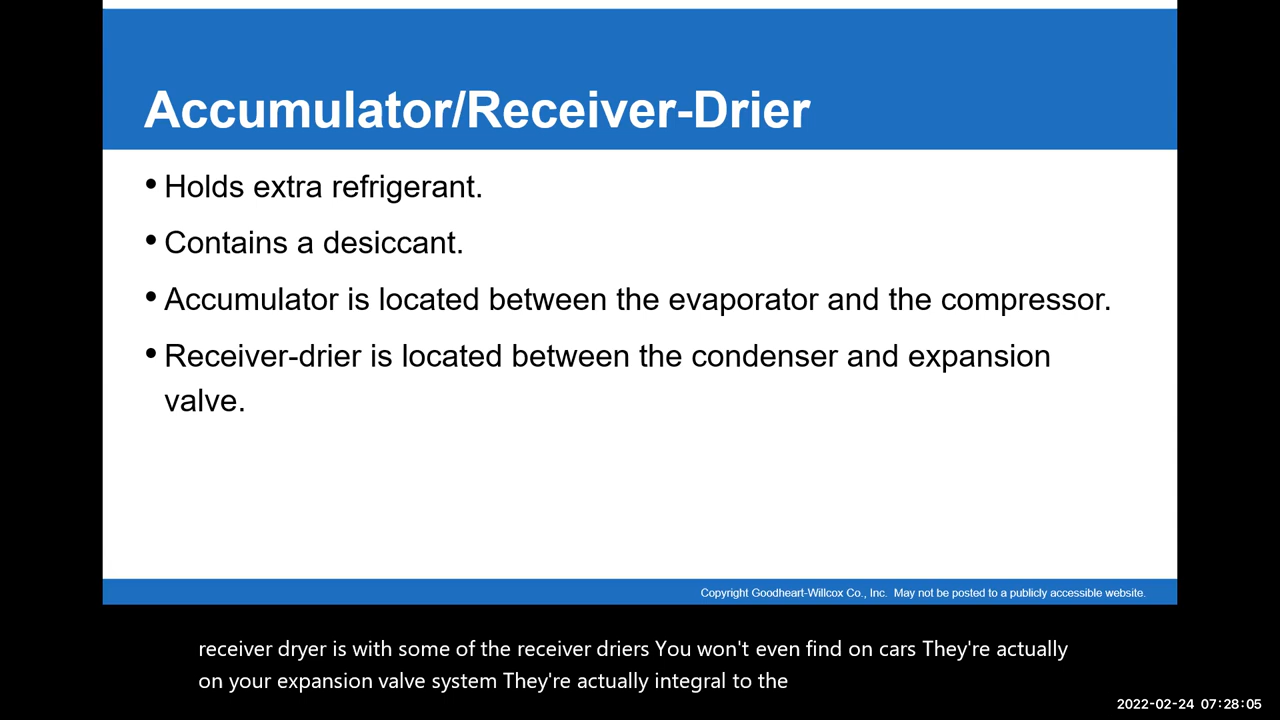 Accumulator/Receiver-Drier
• Holds extra refrigerant.
• Contains a desiccant.
• Accumulator is located between the evaporator and the compressor.
• Receiver-drier is located between the condenser and expansion
valve.
Copyright Goodheart-Willcox Co., Inc. May not be posted to a publicly accessible website.
receiver dryer is with some of the receiver driers You won't even find on cars They're actually
on your expansion valve system They're actually integral to the
2022-02-24 07:28:05